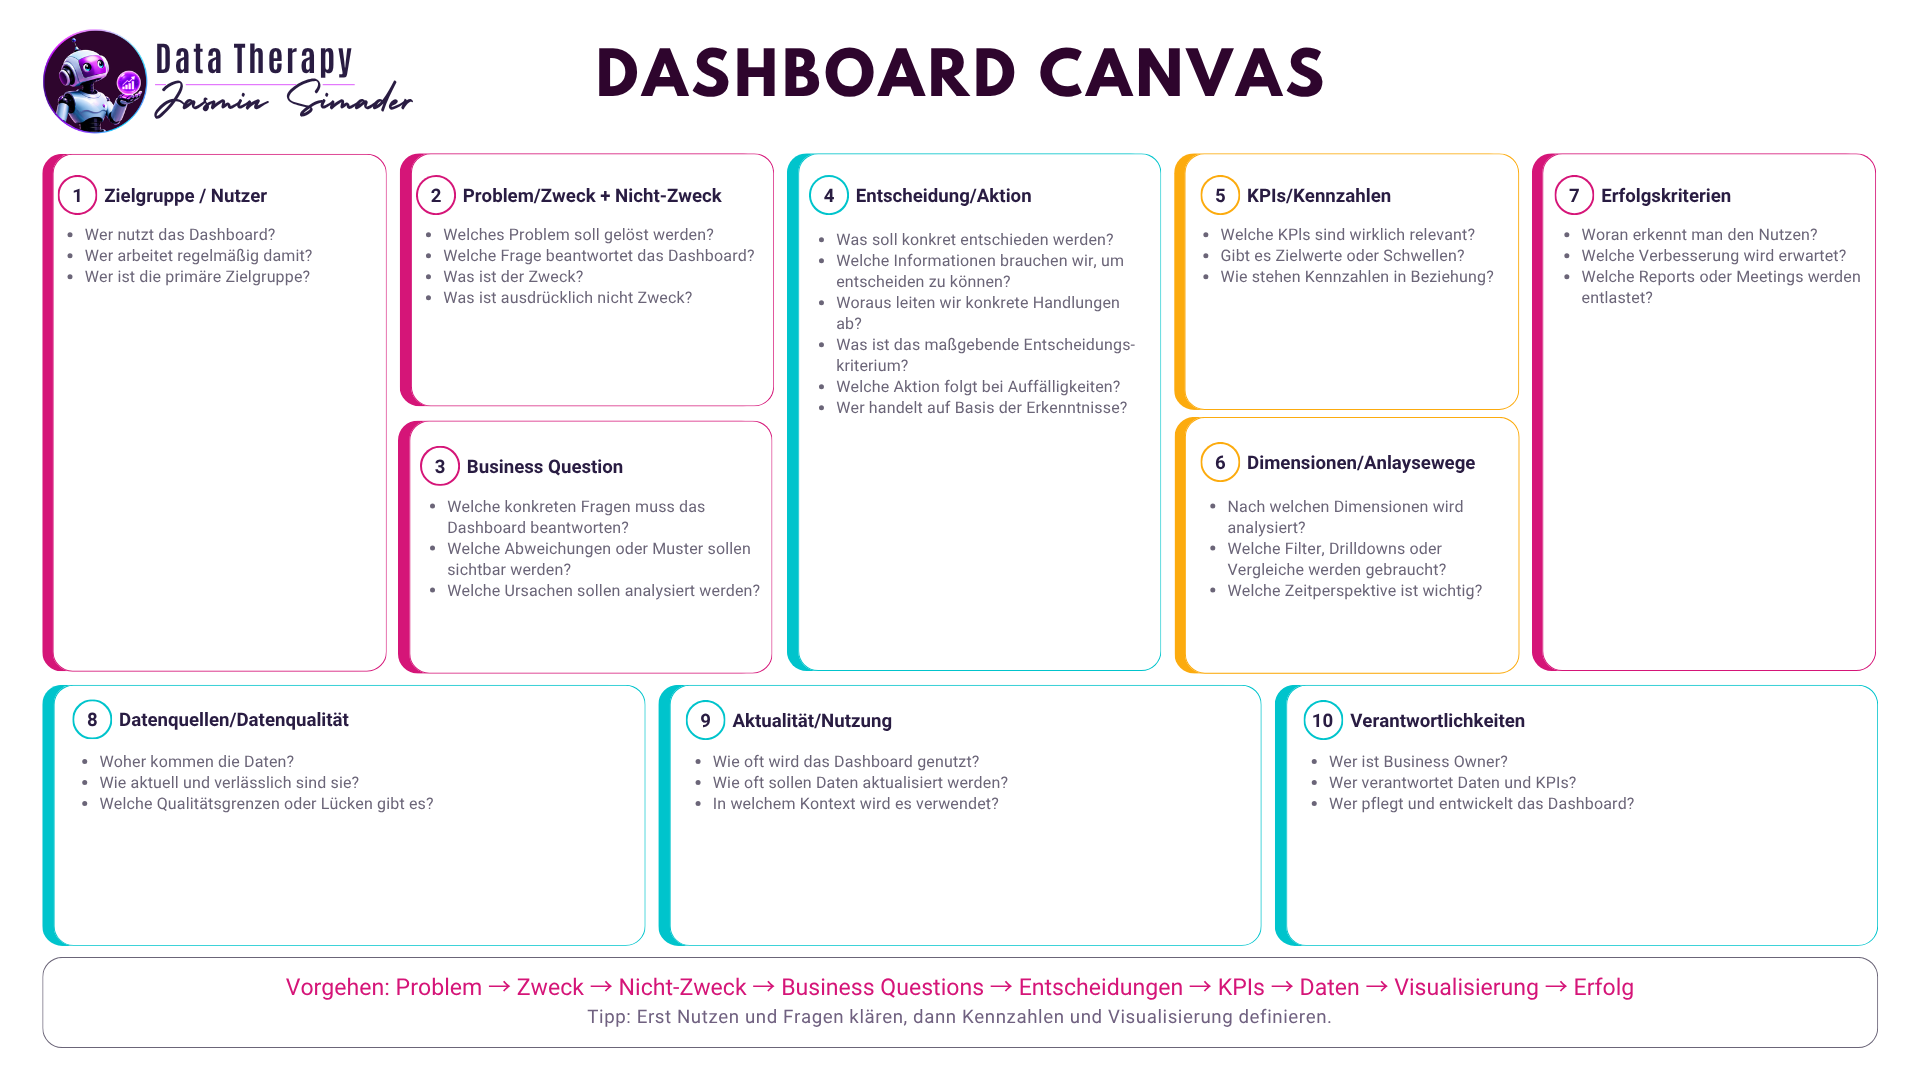 Data Therapy
Jasmin Simader
DASHBOARD CANVAS
1 Zielgruppe / Nutzer
• Wer nutzt das Dashboard?
• Wer arbeitet regelmäßig damit?
• Wer ist die primäre Zielgruppe?
2 Problem/Zweck + Nicht-Zweck
• Welches Problem soll gelöst werden?
• Welche Frage beantwortet das Dashboard?
• Was ist der Zweck?
• Was ist ausdrücklich nicht Zweck?
3 Business Question
• Welche konkreten Fragen muss das
Dashboard beantworten?
• Welche Abweichungen oder Muster sollen
sichtbar werden?
• Welche Ursachen sollen analysiert werden?
4 Entscheidung/Aktion
• Was soll konkret entschieden werden?
• Welche Informationen brauchen wir, um
entscheiden zu können?
• Woraus leiten wir konkrete Handlungen
ab?
• Was ist das maßgebende Entscheidungs-
kriterium?
• Welche Aktion folgt bei Auffälligkeiten?
• Wer handelt auf Basis der Erkenntnisse?
5 KPIs/Kennzahlen
• Welche KPIs sind wirklich relevant?
• Gibt es Zielwerte oder Schwellen?
• Wie stehen Kennzahlen in Beziehung?
6 Dimensionen/Anlaysewege
• Nach welchen Dimensionen wird
analysiert?
• Welche Filter, Drilldowns oder
Vergleiche werden gebraucht?
• Welche Zeitperspektive ist wichtig?
7 Erfolgskriterien
• Woran erkennt man den Nutzen?
• Welche Verbesserung wird erwartet?
• Welche Reports oder Meetings werden
entlastet?
8 Datenquellen/Datenqualität
• Woher kommen die Daten?
• Wie aktuell und verlässlich sind sie?
• Welche Qualitätsgrenzen oder Lücken gibt es?
9 Aktualität/Nutzung
• Wie oft wird das Dashboard genutzt?
• Wie oft sollen Daten aktualisiert werden?
• In welchem Kontext wird es verwendet?
10 Verantwortlichkeiten
• Wer ist Business Owner?
• Wer verantwortet Daten und KPIs?
• Wer pflegt und entwickelt das Dashboard?
Vorgehen: Problem → Zweck → Nicht-Zweck → Business Questions → Entscheidungen → KPIs → Daten → Visualisierung → Erfolg
Tipp: Erst Nutzen und Fragen klären, dann Kennzahlen und Visualisierung definieren.